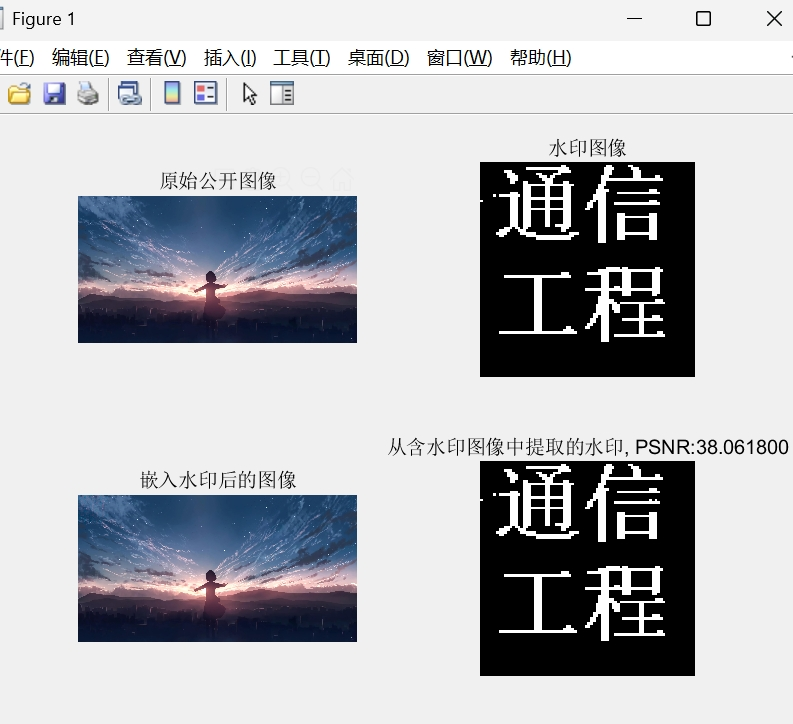 Figure 1
件(F) 编辑(E) 查看(V) 插入(I) 工具(T) 桌面(D) 窗口(W) 帮助(H)
原始公开图像
水印图像
通信
工程
嵌入水印后的图像
从含水印图像中提取的水印, PSNR:38.061800
通信
工程